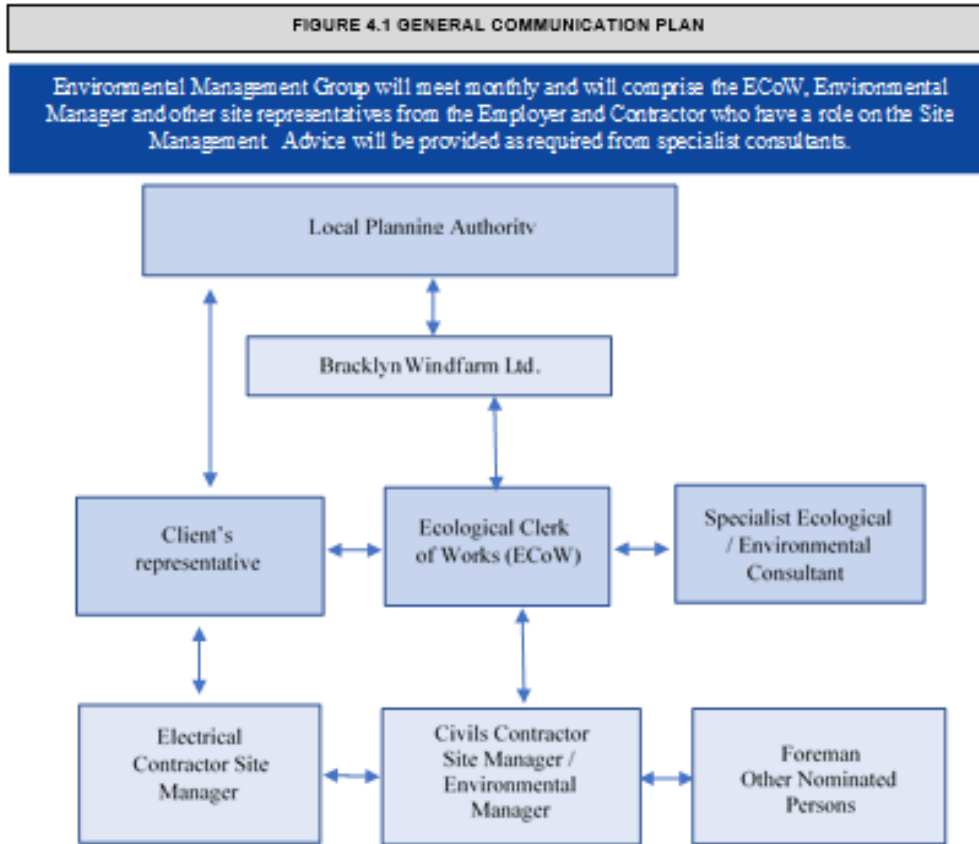 FIGURE 4.1 GENERAL COMMUNICATION PLAN
Environmental Management Group will meet monthly and will comprise the ECoW, Environmental
Manager and other site representatives from the Employer and Contractor who have a role on the Site
Management. Advice will be provided as required from specialist consultants.
Local Planning Authority
Bracklyn Windfarm Ltd.
Client's
representative
Ecological Clerk
of Works (ECoW)
Specialist Ecological
/ Environmental
Consultant
Electrical
Contractor Site
Manager
Civils Contractor
Site Manager /
Environmental
Manager
Foreman
Other Nominated
Persons